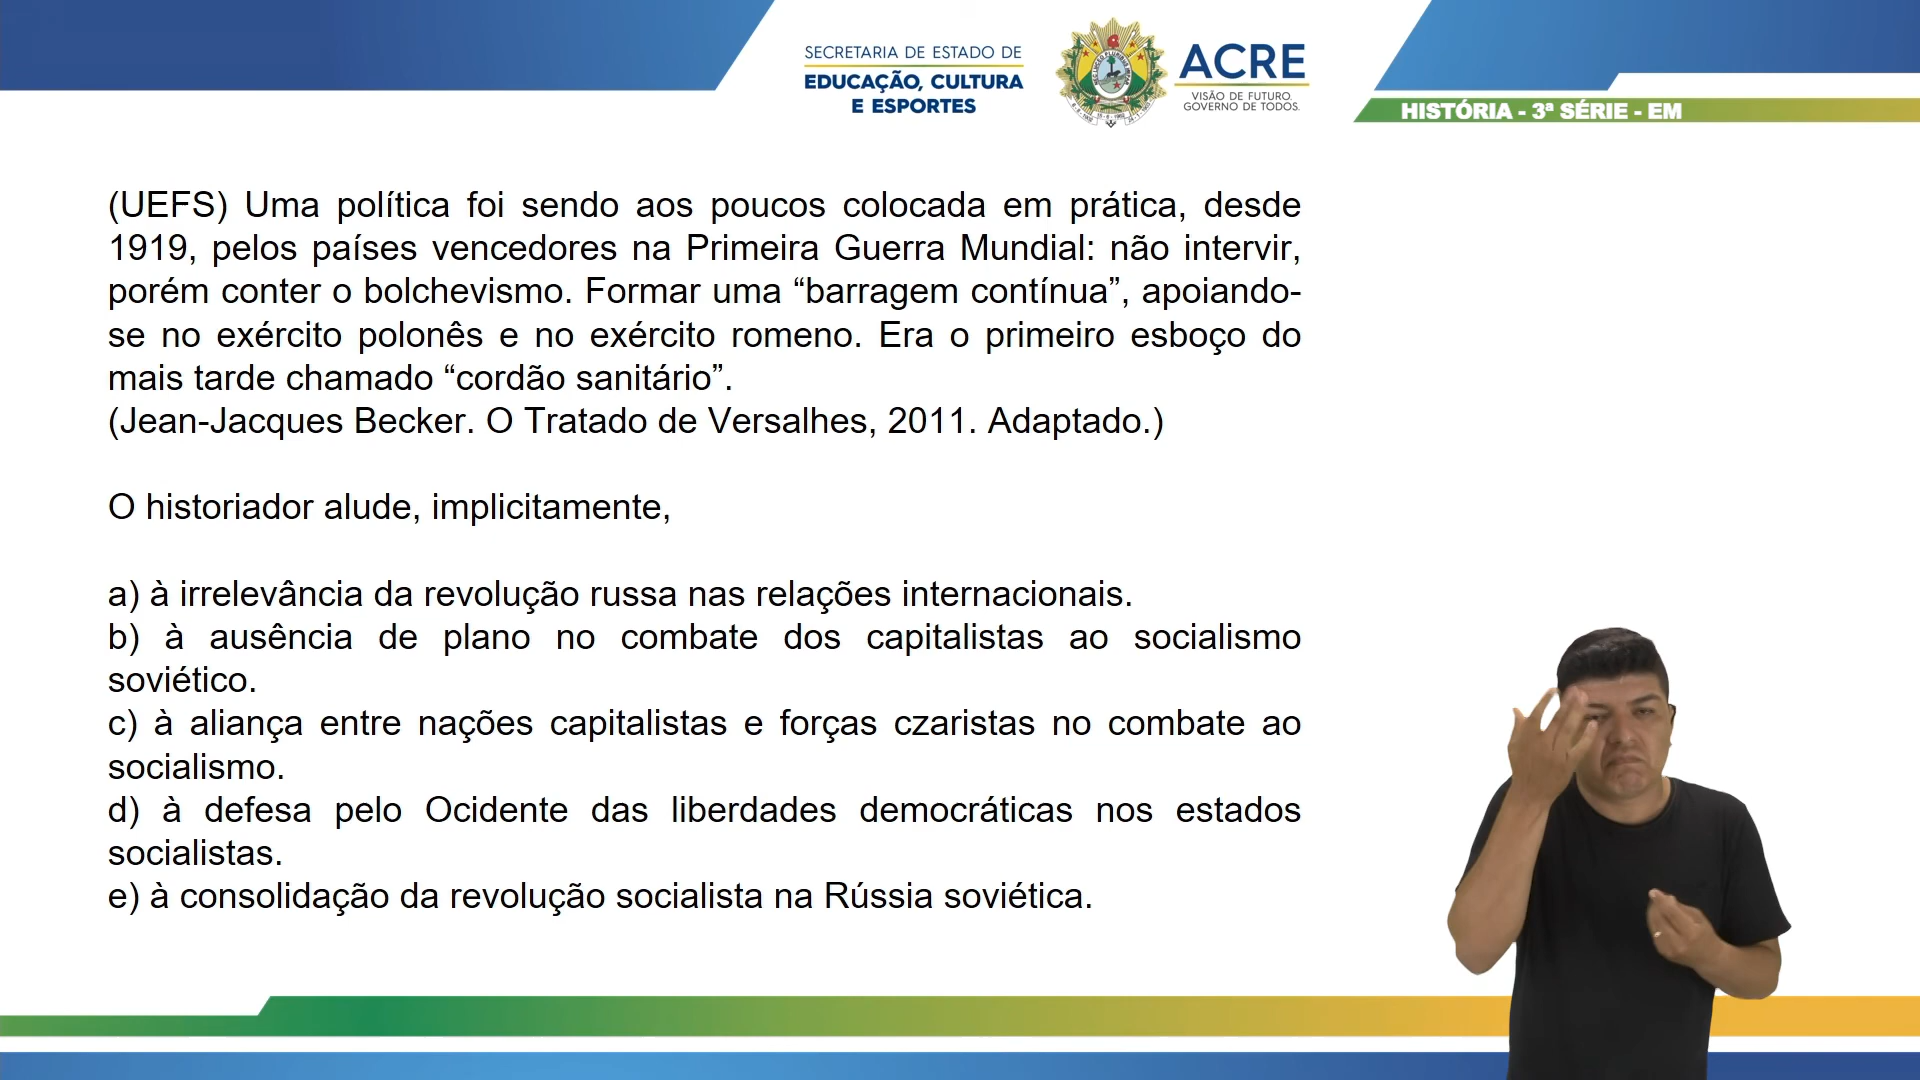 SECRETARIA DE ESTADO DE
EDUCAÇÃO, CULTURA
E ESPORTES
ACRE
VISÃO DE FUTURO.
GOVERNO DE TODOS.
HISTÓRIA - 3ª SÉRIE - EM
(UEFS) Uma política foi sendo aos poucos colocada em prática, desde
1919, pelos países vencedores na Primeira Guerra Mundial: não intervir,
porém conter o bolchevismo. Formar uma “barragem contínua”, apoiando-
se no exército polonês e no exército romeno. Era o primeiro esboço do
mais tarde chamado “cordão sanitário”.
(Jean-Jacques Becker. O Tratado de Versalhes, 2011. Adaptado.)
O historiador alude, implicitamente,
a) à irrelevância da revolução russa nas relações internacionais.
b) à ausência de plano no combate dos capitalistas ao socialismo
soviético.
c) à aliança entre nações capitalistas e forças czaristas no combate ao
socialismo.
d) à defesa pelo Ocidente das liberdades democráticas nos estados
socialistas.
e) à consolidação da revolução socialista na Rússia soviética.